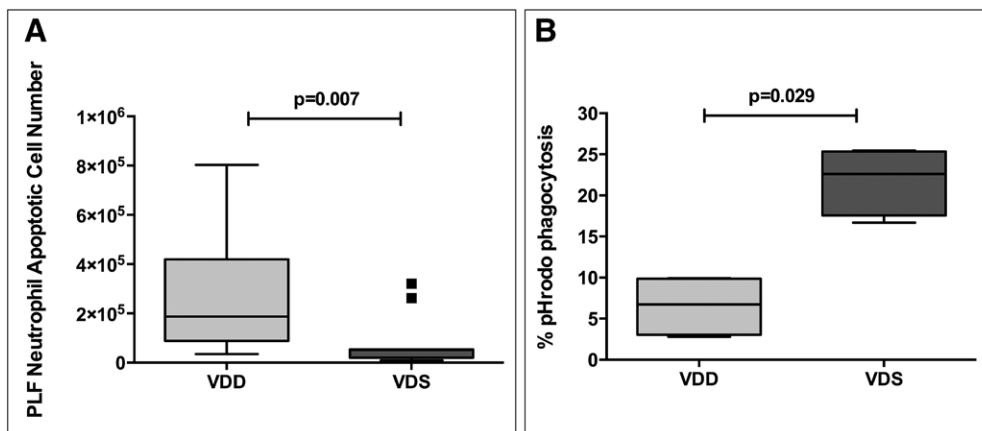 A
PLF Neutrophil Apoptotic Cell Number
p=0.007
1×10⁶
8×10⁵
6×10⁵
4×10⁵
2×10⁵
0
VDD
VDS
B
% pHrodo phagocytosis
p=0.029
30
25
20
15
10
5
0
VDD
VDS